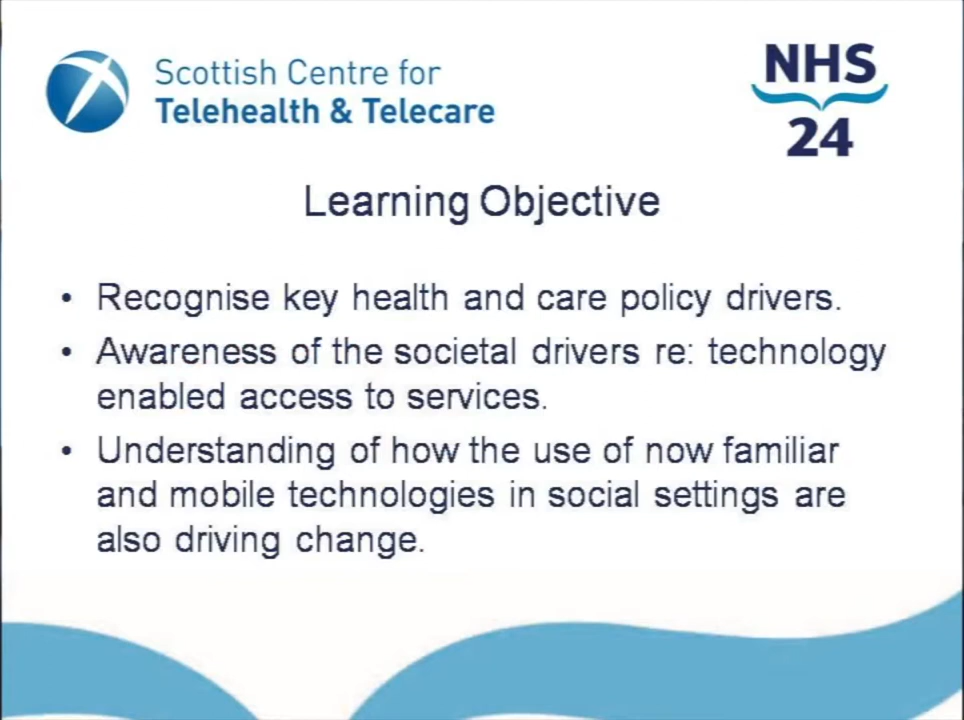 Scottish Centre for
Telehealth & Telecare
NHS
24
Learning Objective
• Recognise key health and care policy drivers.
• Awareness of the societal drivers re: technology
enabled access to services.
• Understanding of how the use of now familiar
and mobile technologies in social settings are
also driving change.